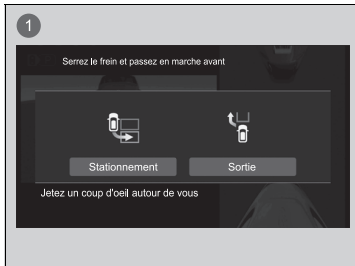 1
Serrez le frein et passez en marche avant
Stationnement
Sortie
Jetez un coup d'oeil autour de vous